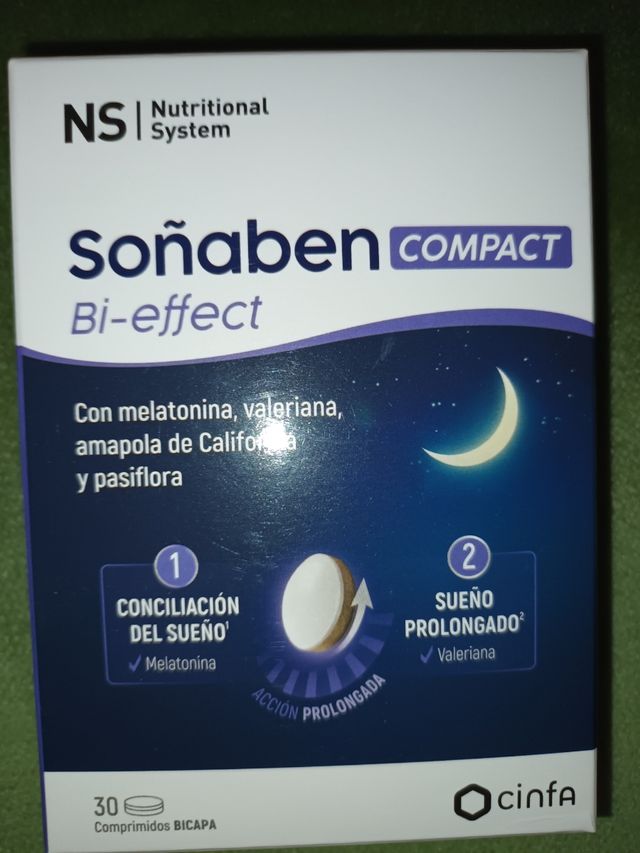 NS | Nutritional
System
Soñaben COMPACT
Bi-effect
Con melatonina, valeriana,
amapola de California
y pasiflora
1
CONCILIACIÓN
DEL SUEÑO¹
✓ Melatonina
2
SUEÑO
PROLONGADO²
✓ Valeriana
ACCIÓN PROLONGADA
30
Comprimidos BICAPA
cinfa